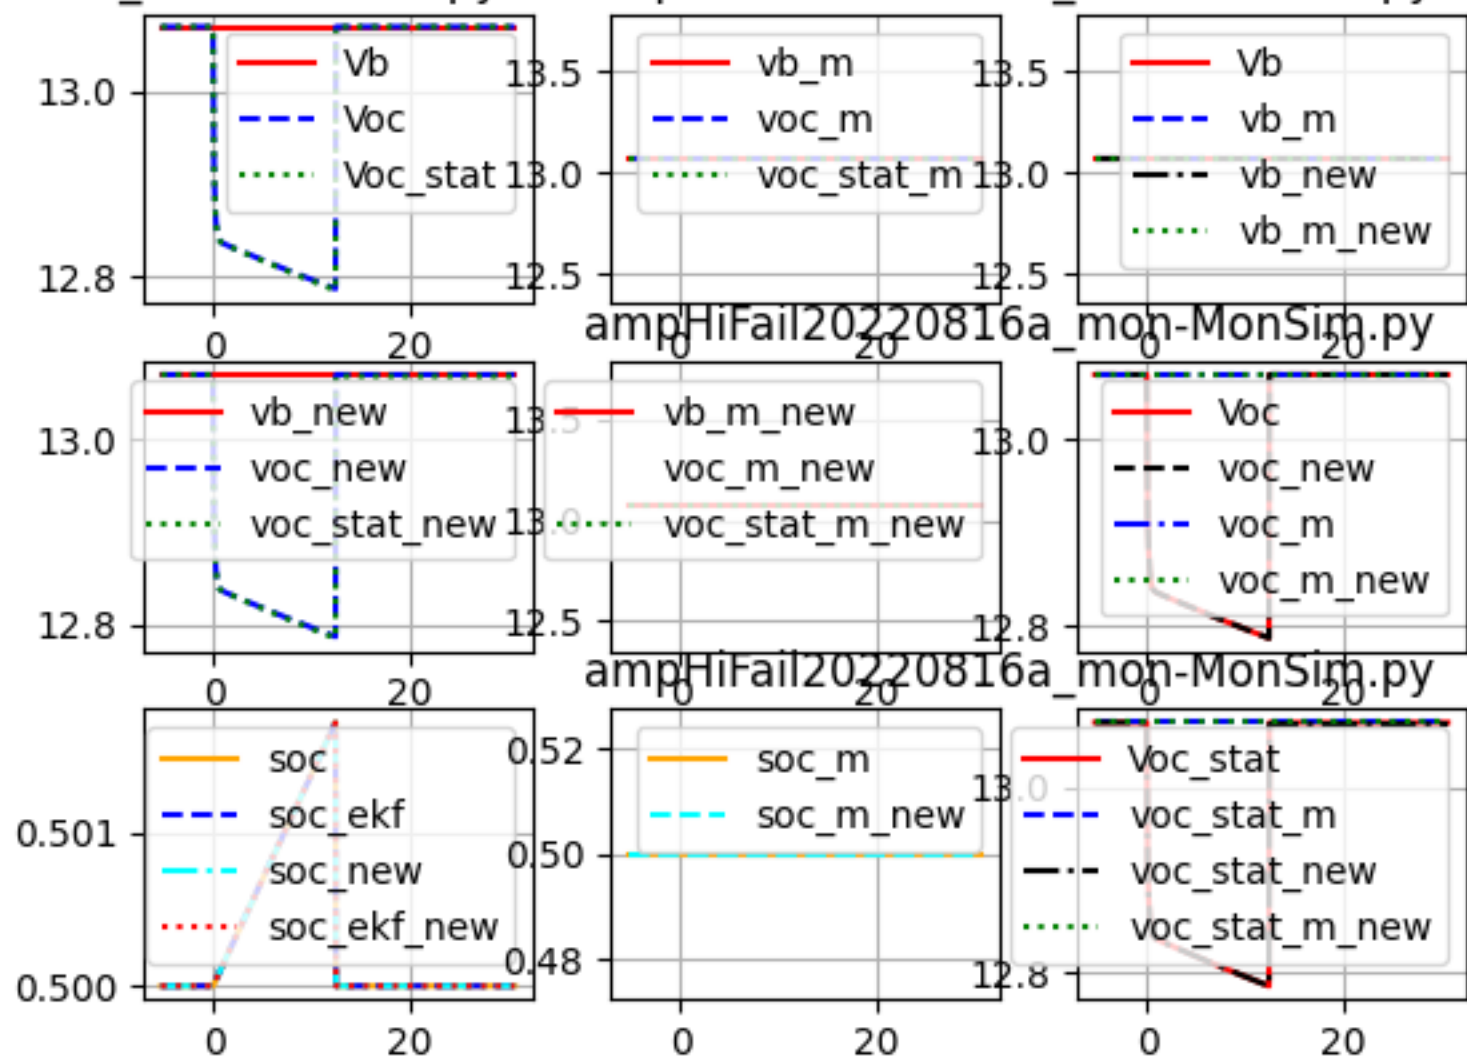 13.0
12.8
0
20
Vb
Voc
Voc_stat
13.5
13.0
12.5
0
20
vb_m
voc_m
voc_stat_m
13.5
13.0
12.5
0
20
Vb
vb_m
vb_new
vb_m_new
13.0
12.8
0
20
vb_new
voc_new
voc_stat_new
ampHiFail20220816a_mon-MonSim.py
13.5
13.0
12.5
0
20
vb_m_new
voc_m_new
voc_stat_m_new
13.0
12.8
0
20
Voc
voc_new
voc_m
voc_m_new
0.501
0.500
0
20
soc
soc_ekf
soc_new
soc_ekf_new
ampHiFail20220816a_mon-MonSim.py
0.52
0.50
0.48
0
20
soc_m
soc_m_new
13.0
12.8
0
20
Voc_stat
voc_stat_m
voc_stat_new
voc_stat_m_new